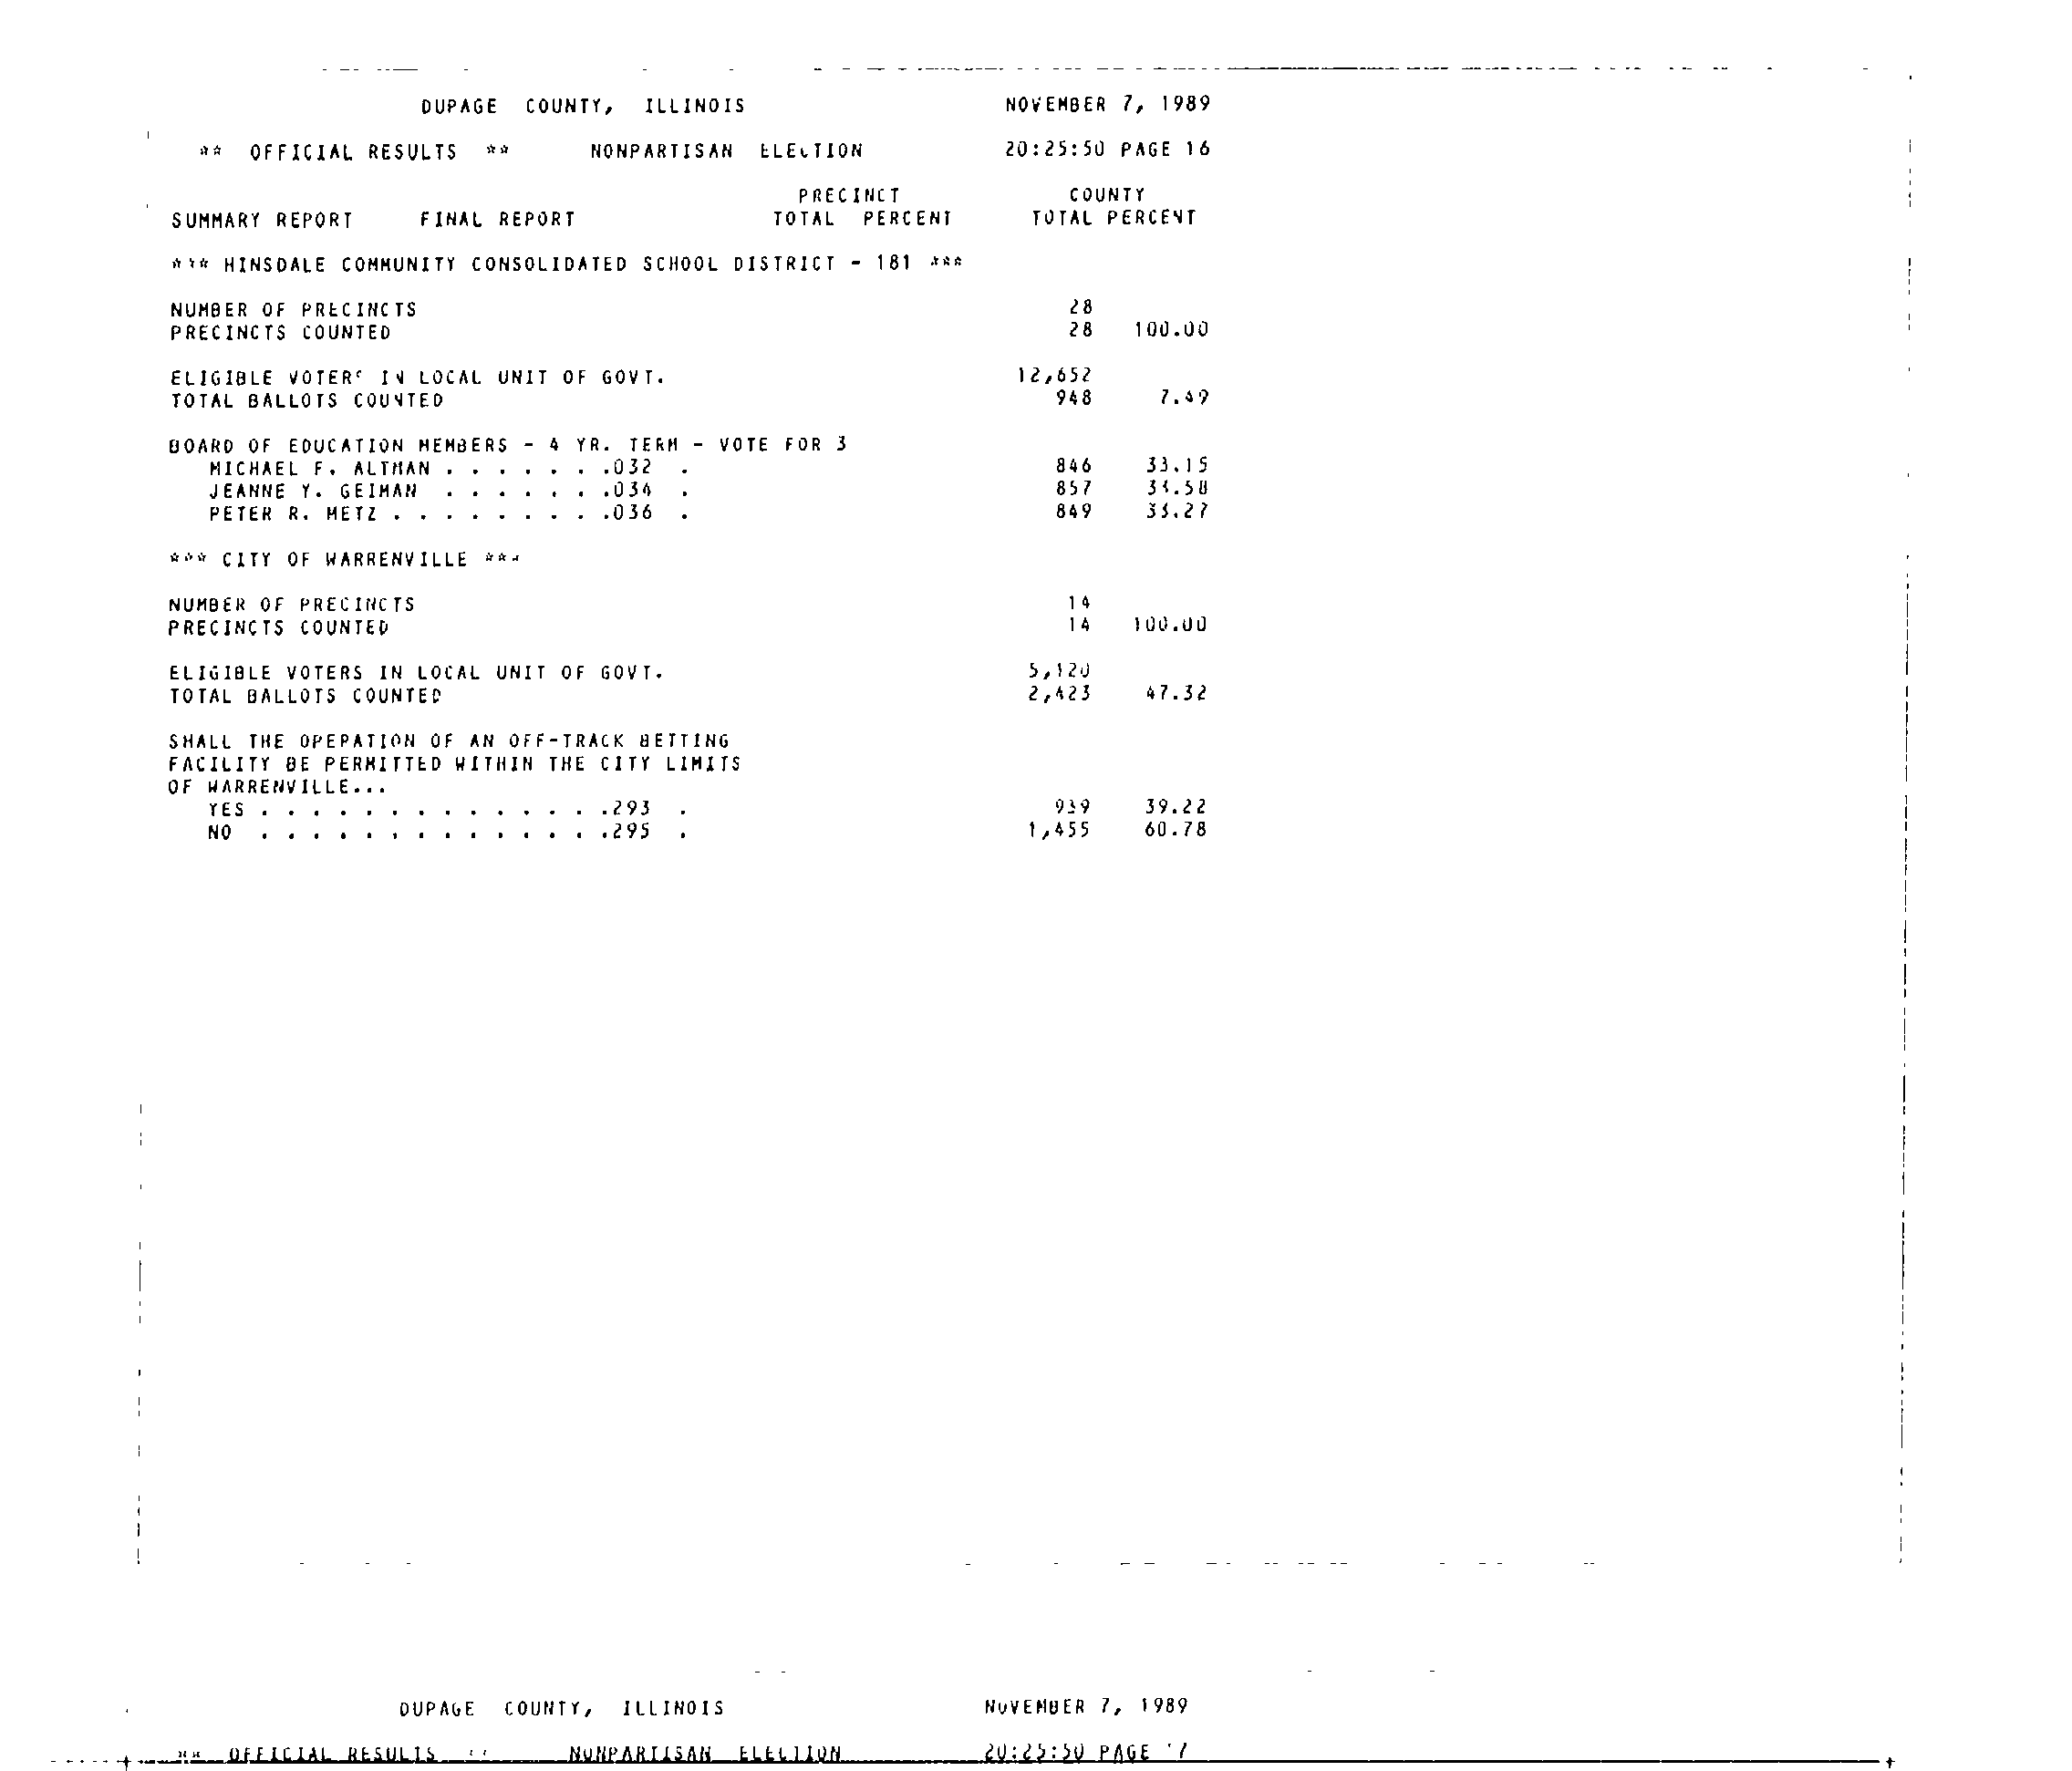 DUPAGE COUNTY, ILLINOIS NOVEMBER 7, 1989
** OFFICIAL RESULTS ** NONPARTISAN ELECTION 20:25:50 PAGE 16
PRECINCT COUNTY
SUMMARY REPORT FINAL REPORT TOTAL PERCENT TOTAL PERCENT
*** HINSDALE COMMUNITY CONSOLIDATED SCHOOL DISTRICT - 181 ***
NUMBER OF PRECINCTS 28
PRECINCTS COUNTED 28 100.00
ELIGIBLE VOTERS IN LOCAL UNIT OF GOVT. 12,652
TOTAL BALLOTS COUNTED 948 7.49
BOARD OF EDUCATION MEMBERS - 4 YR. TERM - VOTE FOR 3
MICHAEL F. ALTMAN . . . . . . .032 . 846 33.15
JEANNE Y. GEIMAN . . . . . . .034 . 857 33.58
PETER R. METZ . . . . . . . . .036 . 849 33.27
*** CITY OF WARRENVILLE ***
NUMBER OF PRECINCTS 14
PRECINCTS COUNTED 14 100.00
ELIGIBLE VOTERS IN LOCAL UNIT OF GOVT. 5,120
TOTAL BALLOTS COUNTED 2,423 47.32
SHALL THE OPERATION OF AN OFF-TRACK BETTING
FACILITY BE PERMITTED WITHIN THE CITY LIMITS
OF WARRENVILLE...
YES . . . . . . . . . . . . . .293 . 939 39.22
NO . . . . . . . . . . . . . .295 . 1,455 60.78
DUPAGE COUNTY, ILLINOIS NOVEMBER 7, 1989
** OFFICIAL RESULTS NONPARTISAN ELECTION 20:25:50 PAGE 17